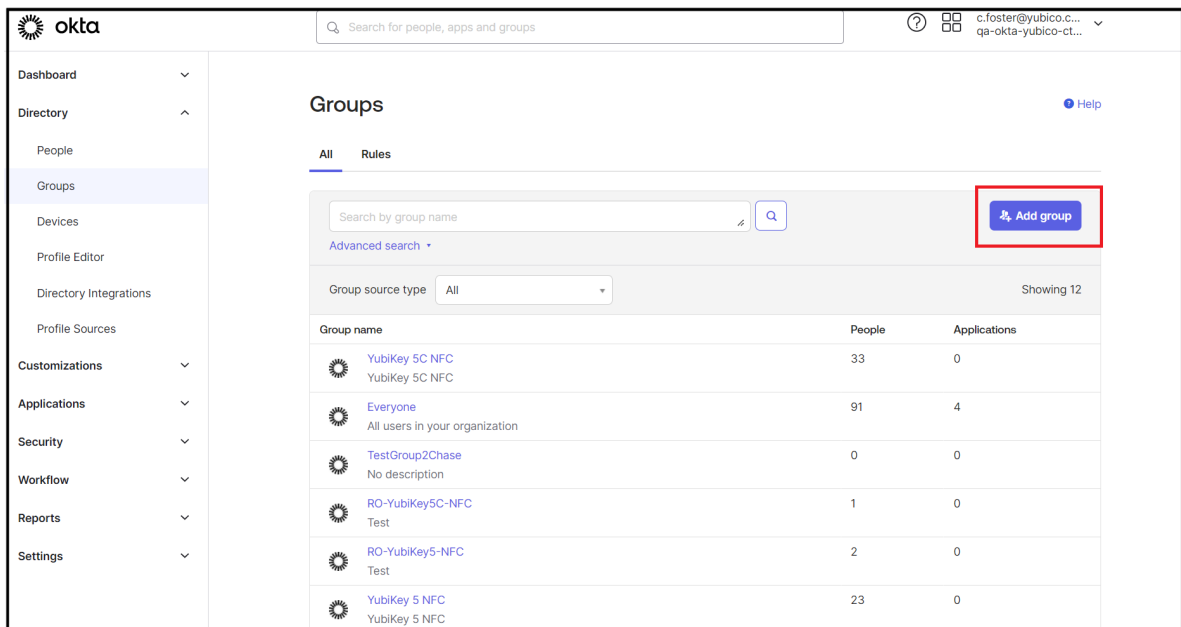 okta
Search for people, apps and groups
c.foster@yubico.c...
qa-okta-yubico-ct...
Dashboard
Directory
People
Groups
Devices
Profile Editor
Directory Integrations
Profile Sources
Customizations
Applications
Security
Workflow
Reports
Settings
Groups
Help
All Rules
Search by group name
Add group
Advanced search
Group source type All Showing 12
Group name People Applications
YubiKey 5C NFC 33 0
YubiKey 5C NFC
Everyone 91 4
All users in your organization
TestGroup2Chase 0 0
No description
RO-YubiKey5C-NFC 1 0
Test
RO-YubiKey5-NFC 2 0
Test
YubiKey 5 NFC 23 0
YubiKey 5 NFC